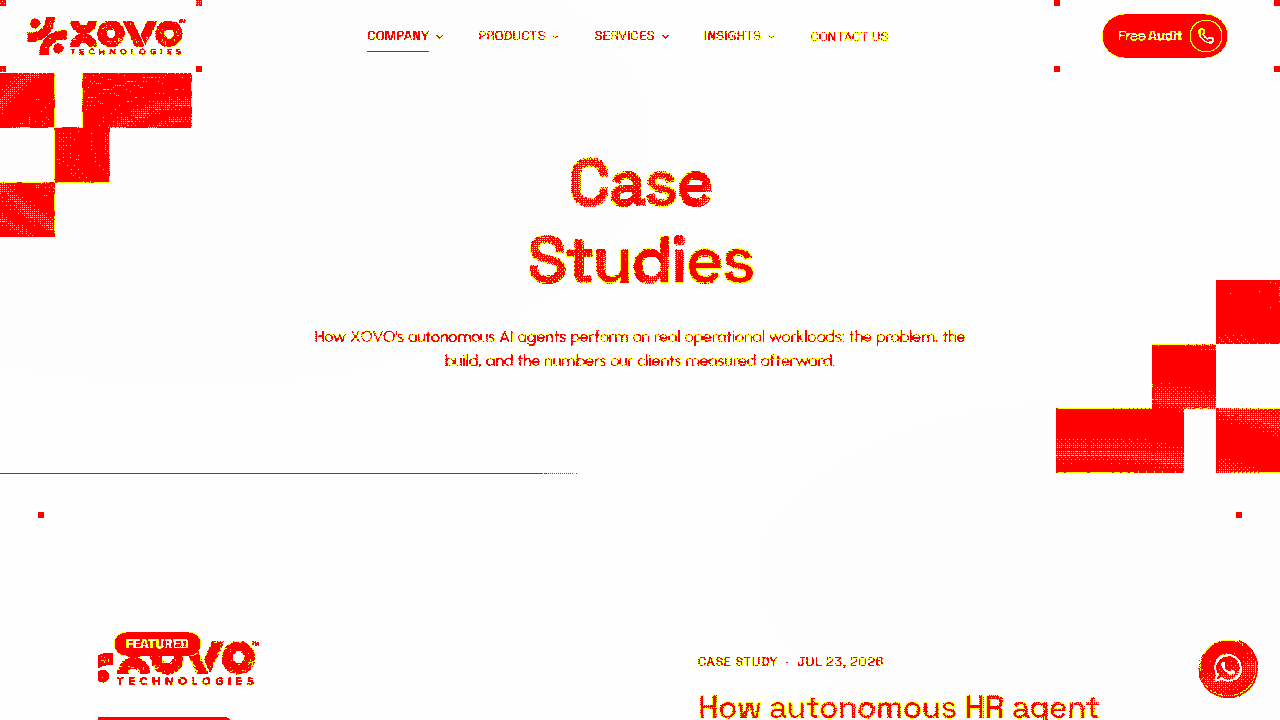 XOVO
TECHNOLOGIES
COMPANY
PRODUCTS
SERVICES
INSIGHTS
CONTACT US
Free Audit
Case
Studies
How XOVO's autonomous AI agents perform on real operational workloads: the problem, the
build, and the numbers our clients measured afterward.
FEATURED
XOVO
TECHNOLOGIES
CASE STUDY · JUL 23, 2026
How autonomous HR agent